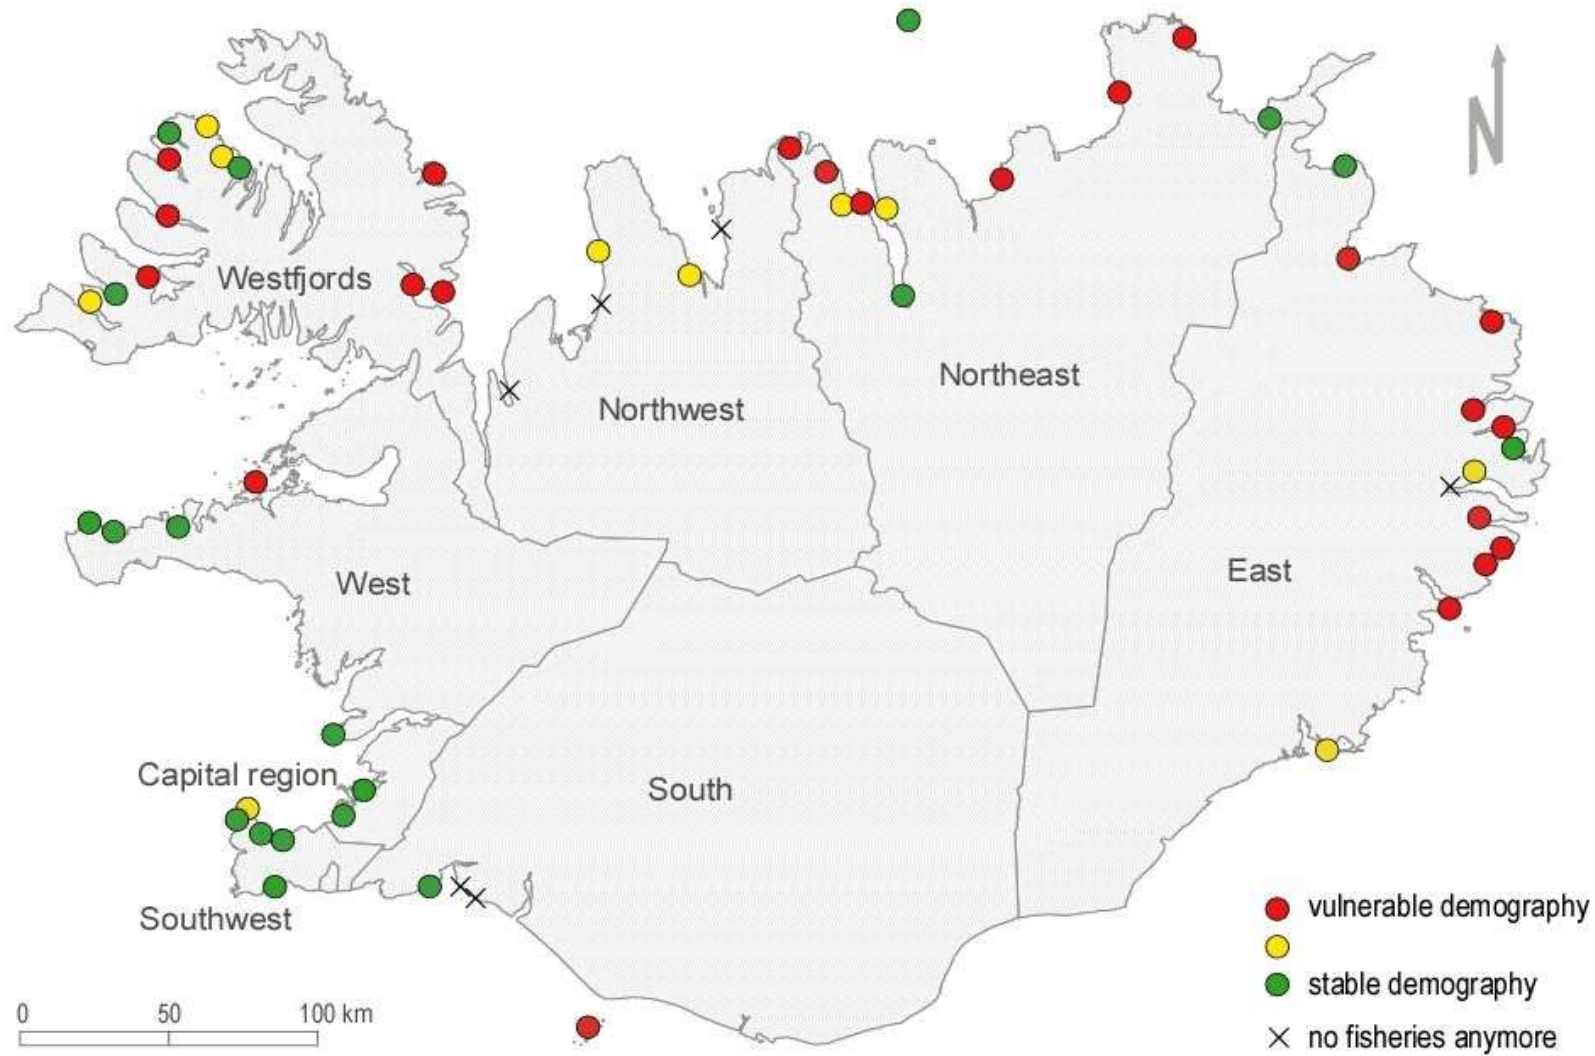 N
Westfjords
Northwest
Northeast
West
East
Capital region
South
Southwest
vulnerable demography
stable demography
no fisheries anymore
0 50 100 km